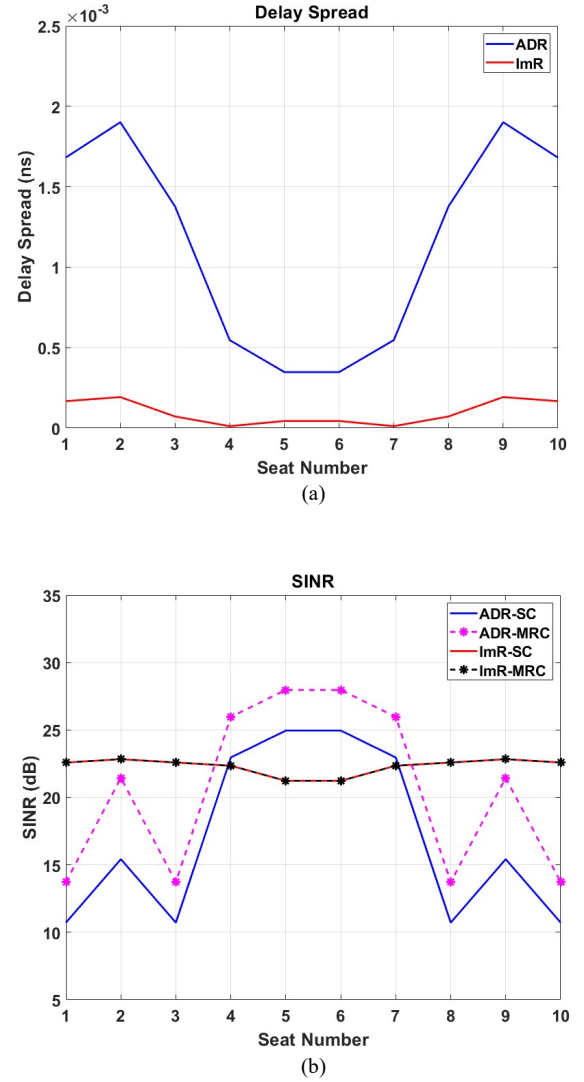 Delay Spread
×10⁻³
2.5
2
1.5
1
0.5
0
Delay Spread (ns)
ADR
ImR
1 2 3 4 5 6 7 8 9 10
Seat Number
(a)
SINR
35
30
25
20
15
10
5
SINR (dB)
ADR-SC
ADR-MRC
ImR-SC
ImR-MRC
1 2 3 4 5 6 7 8 9 10
Seat Number
(b)